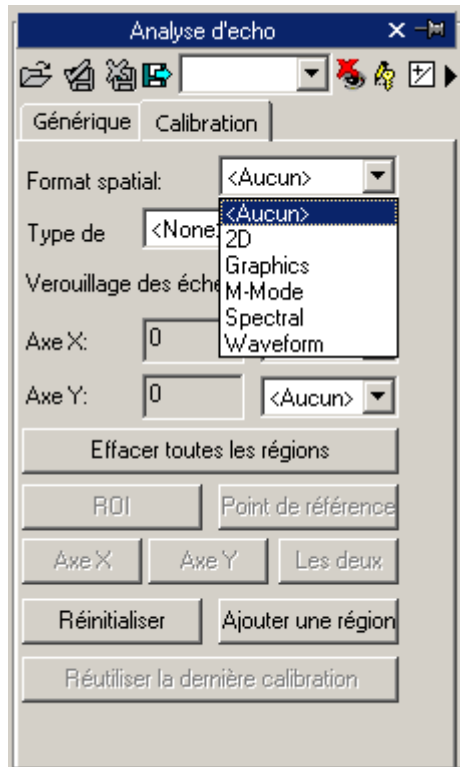 Analyse d'echo
Générique Calibration
Format spatial: <Aucun>
<Aucun>
Type de <None>
2D
Graphics
Verouillage des éche
M-Mode
Spectral
Axe X: 0
Waveform
Axe Y: 0 <Aucun>
Effacer toutes les régions
ROI Point de référence
Axe X Axe Y Les deux
Réinitialiser Ajouter une région
Réutiliser la dernière calibration